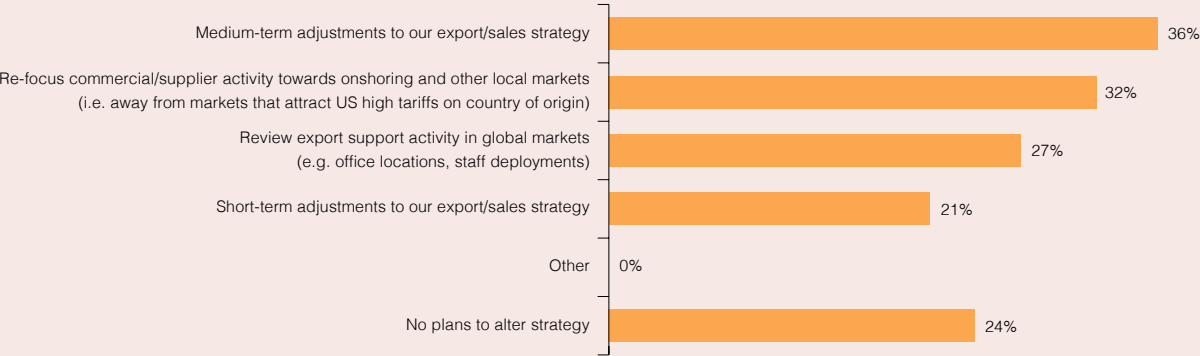 Medium-term adjustments to our export/sales strategy
36%
Re-focus commercial/supplier activity towards onshoring and other local markets
(i.e. away from markets that attract US high tariffs on country of origin)
32%
Review export support activity in global markets
(e.g. office locations, staff deployments)
27%
Short-term adjustments to our export/sales strategy
21%
Other
0%
No plans to alter strategy
24%